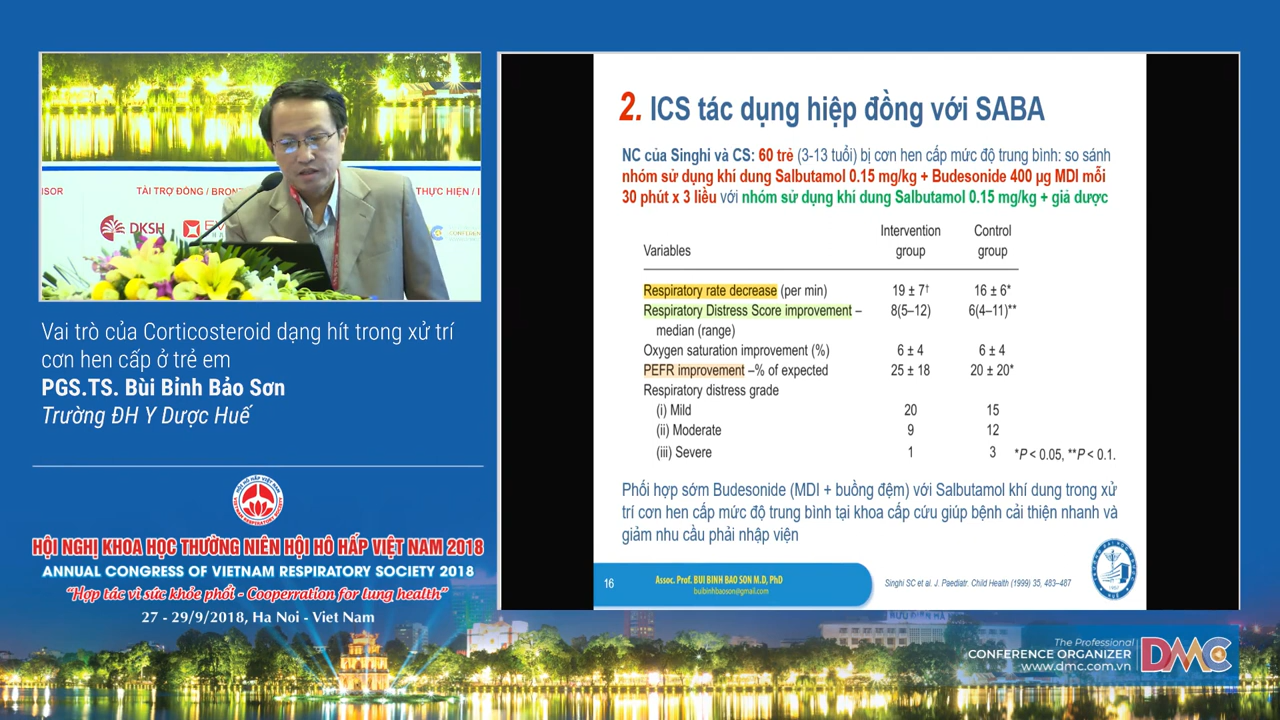 SOR
TÀI TRỢ ĐỒNG / BRON
THỰC HIỆN / I
DKSH
CONFEREN
Vai trò của Corticosteroid dạng hít trong xử trí
cơn hen cấp ở trẻ em
PGS.TS. Bùi Bỉnh Bảo Sơn
Trường ĐH Y Dược Huế
HỘI HÔ HẤP VIỆT NAM
VIETNAM RESPIRATORY SOCIETY
HỘI NGHỊ KHOA HỌC THƯỜNG NIÊN HỘI HÔ HẤP VIỆT NAM 2018
ANNUAL CONGRESS OF VIETNAM RESPIRATORY SOCIETY 2018
“Hợp tác vì sức khỏe phổi - Cooperration for lung health”
27 - 29/9/2018, Ha Noi - Viet Nam
2. ICS tác dụng hiệp đồng với SABA
NC của Singhi và CS: 60 trẻ (3-13 tuổi) bị cơn hen cấp mức độ trung bình: so sánh
nhóm sử dụng khí dung Salbutamol 0.15 mg/kg + Budesonide 400 µg MDI mỗi
30 phút x 3 liều với nhóm sử dụng khí dung Salbutamol 0.15 mg/kg + giả dược
Variables Intervention group Control group
Respiratory rate decrease (per min) 19 ± 7† 16 ± 6*
Respiratory Distress Score improvement – 8(5–12) 6(4–11)**
median (range)
Oxygen saturation improvement (%) 6 ± 4 6 ± 4
PEFR improvement –% of expected 25 ± 18 20 ± 20*
Respiratory distress grade
(i) Mild 20 15
(ii) Moderate 9 12
(iii) Severe 1 3 *P < 0.05, **P < 0.1.
Phối hợp sớm Budesonide (MDI + buồng đệm) với Salbutamol khí dung trong xử
trí cơn hen cấp mức độ trung bình tại khoa cấp cứu giúp bệnh cải thiện nhanh và
giảm nhu cầu phải nhập viện
16
Assoc. Prof. BUI BINH BAO SON M.D, PhD
buibinhbaoson@gmail.com
Singhi SC et al. J. Paediatr. Child Health (1999) 35, 483–487
The Professional
CONFERENCE ORGANIZER
www.dmc.com.vn
DMC